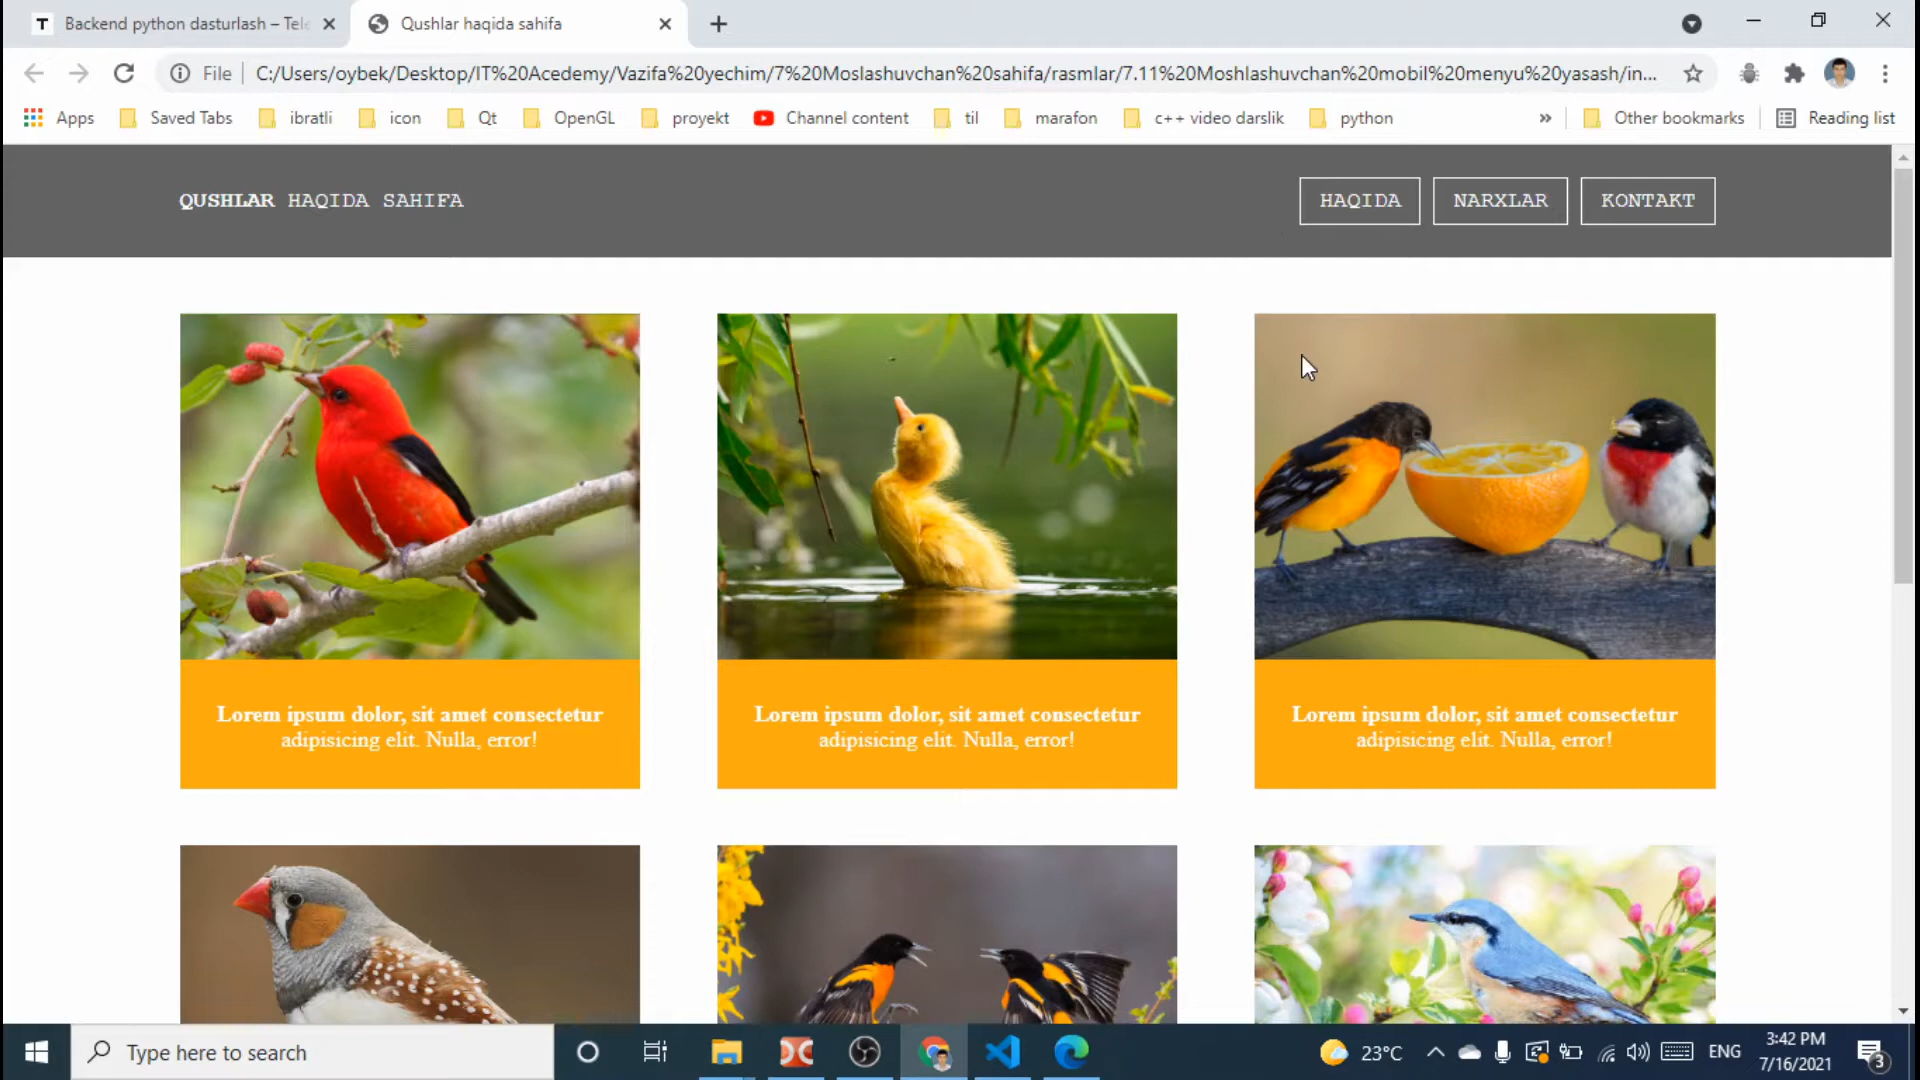 Backend python dasturlash – Tele
Qushlar haqida sahifa
File
C:/Users/oybek/Desktop/IT%20Acedemy/Vazifa%20yechim/7%20Moslashuvchan%20sahifa/rasmlar/7.11%20Moshlashuvchan%20mobil%20menyu%20yasash/in...
Apps
Saved Tabs
ibratli
icon
Qt
OpenGL
proyekt
Channel content
til
marafon
c++ video darslik
python
»
Other bookmarks
Reading list
QUSHLAR HAQIDA SAHIFA
HAQIDA
NARXLAR
KONTAKT
Lorem ipsum dolor, sit amet consectetur
adipisicing elit. Nulla, error!
Lorem ipsum dolor, sit amet consectetur
adipisicing elit. Nulla, error!
Lorem ipsum dolor, sit amet consectetur
adipisicing elit. Nulla, error!
Type here to search
23°C
ENG
3:42 PM
7/16/2021
3